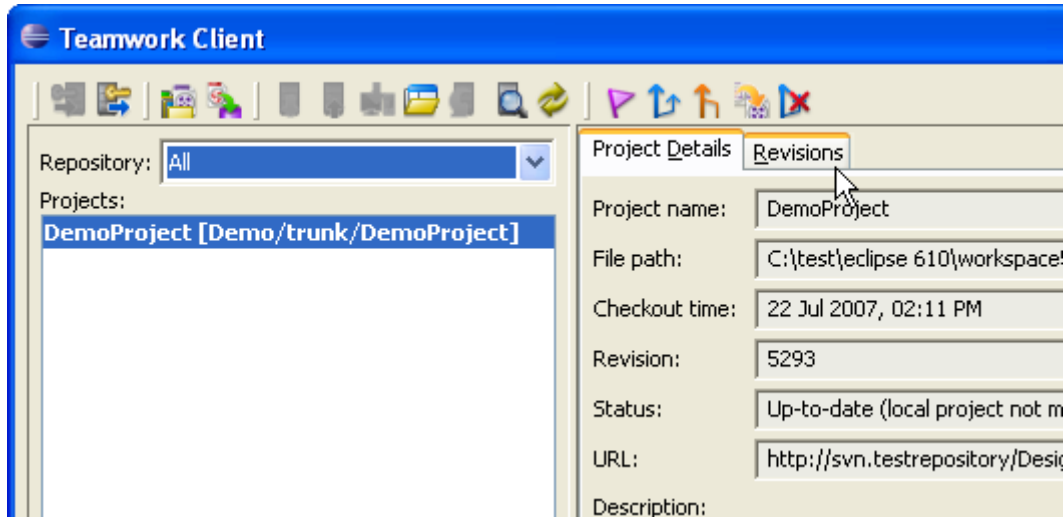 Teamwork Client
Repository: All
Projects:
DemoProject [Demo/trunk/DemoProject]
Project Details Revisions
Project name: DemoProject
File path: C:\test\eclipse 610\workspace
Checkout time: 22 Jul 2007, 02:11 PM
Revision: 5293
Status: Up-to-date (local project not m
URL: http://svn.testrepository/Desig
Description: